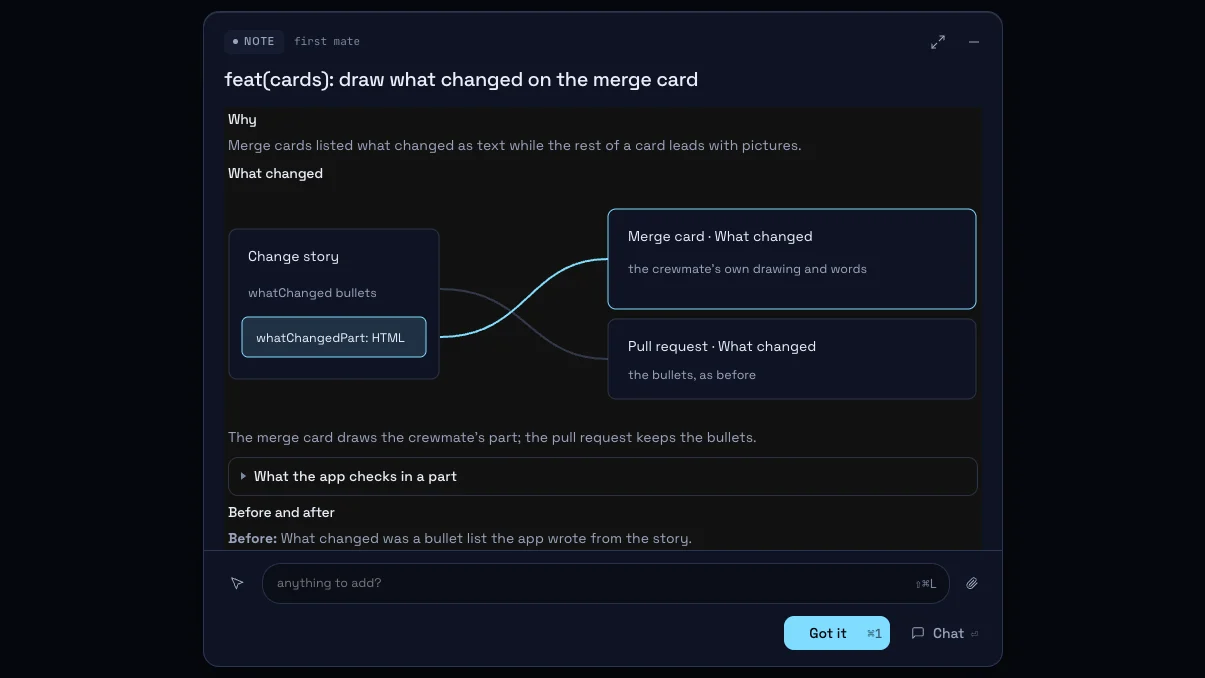 NOTE first mate
feat(cards): draw what changed on the merge card
Why
Merge cards listed what changed as text while the rest of a card leads with pictures.
What changed
Change story
whatChanged bullets
whatChangedPart: HTML
Merge card · What changed
the crewmate's own drawing and words
Pull request · What changed
the bullets, as before
The merge card draws the crewmate's part; the pull request keeps the bullets.
What the app checks in a part
Before and after
Before: What changed was a bullet list the app wrote from the story.
anything to add? ⇧⌘L
Got it ⌘1 Chat ⏎